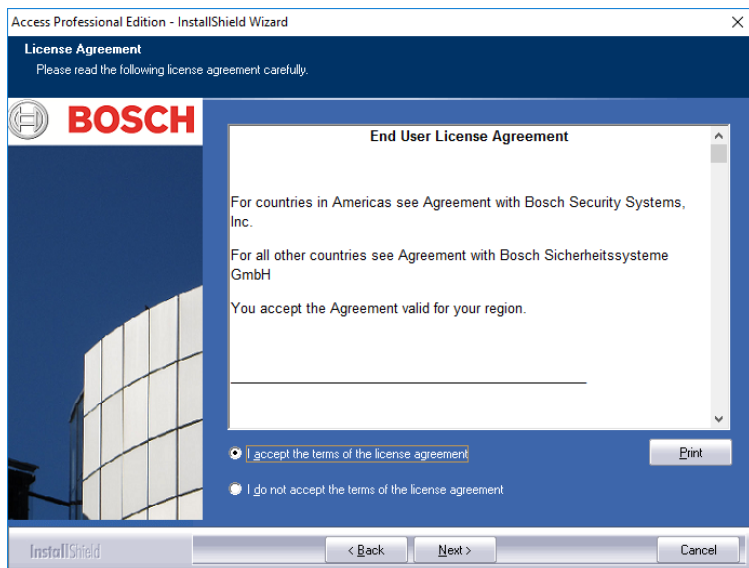 Access Professional Edition - InstallShield Wizard
License Agreement
Please read the following license agreement carefully.
BOSCH
End User License Agreement
For countries in Americas see Agreement with Bosch Security Systems,
Inc.
For all other countries see Agreement with Bosch Sicherheitssysteme
GmbH
You accept the Agreement valid for your region.
I accept the terms of the license agreement
Print
I do not accept the terms of the license agreement
InstallShield
< Back
Next >
Cancel